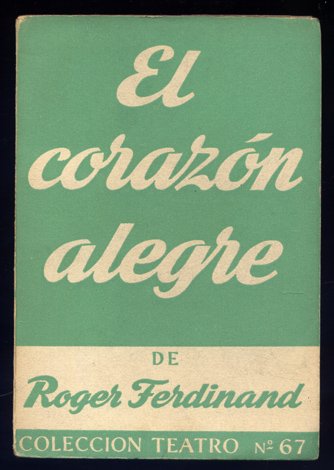 El
corazón
alegre
DE
Roger Ferdinand
COLECCION TEATRO Nº 67